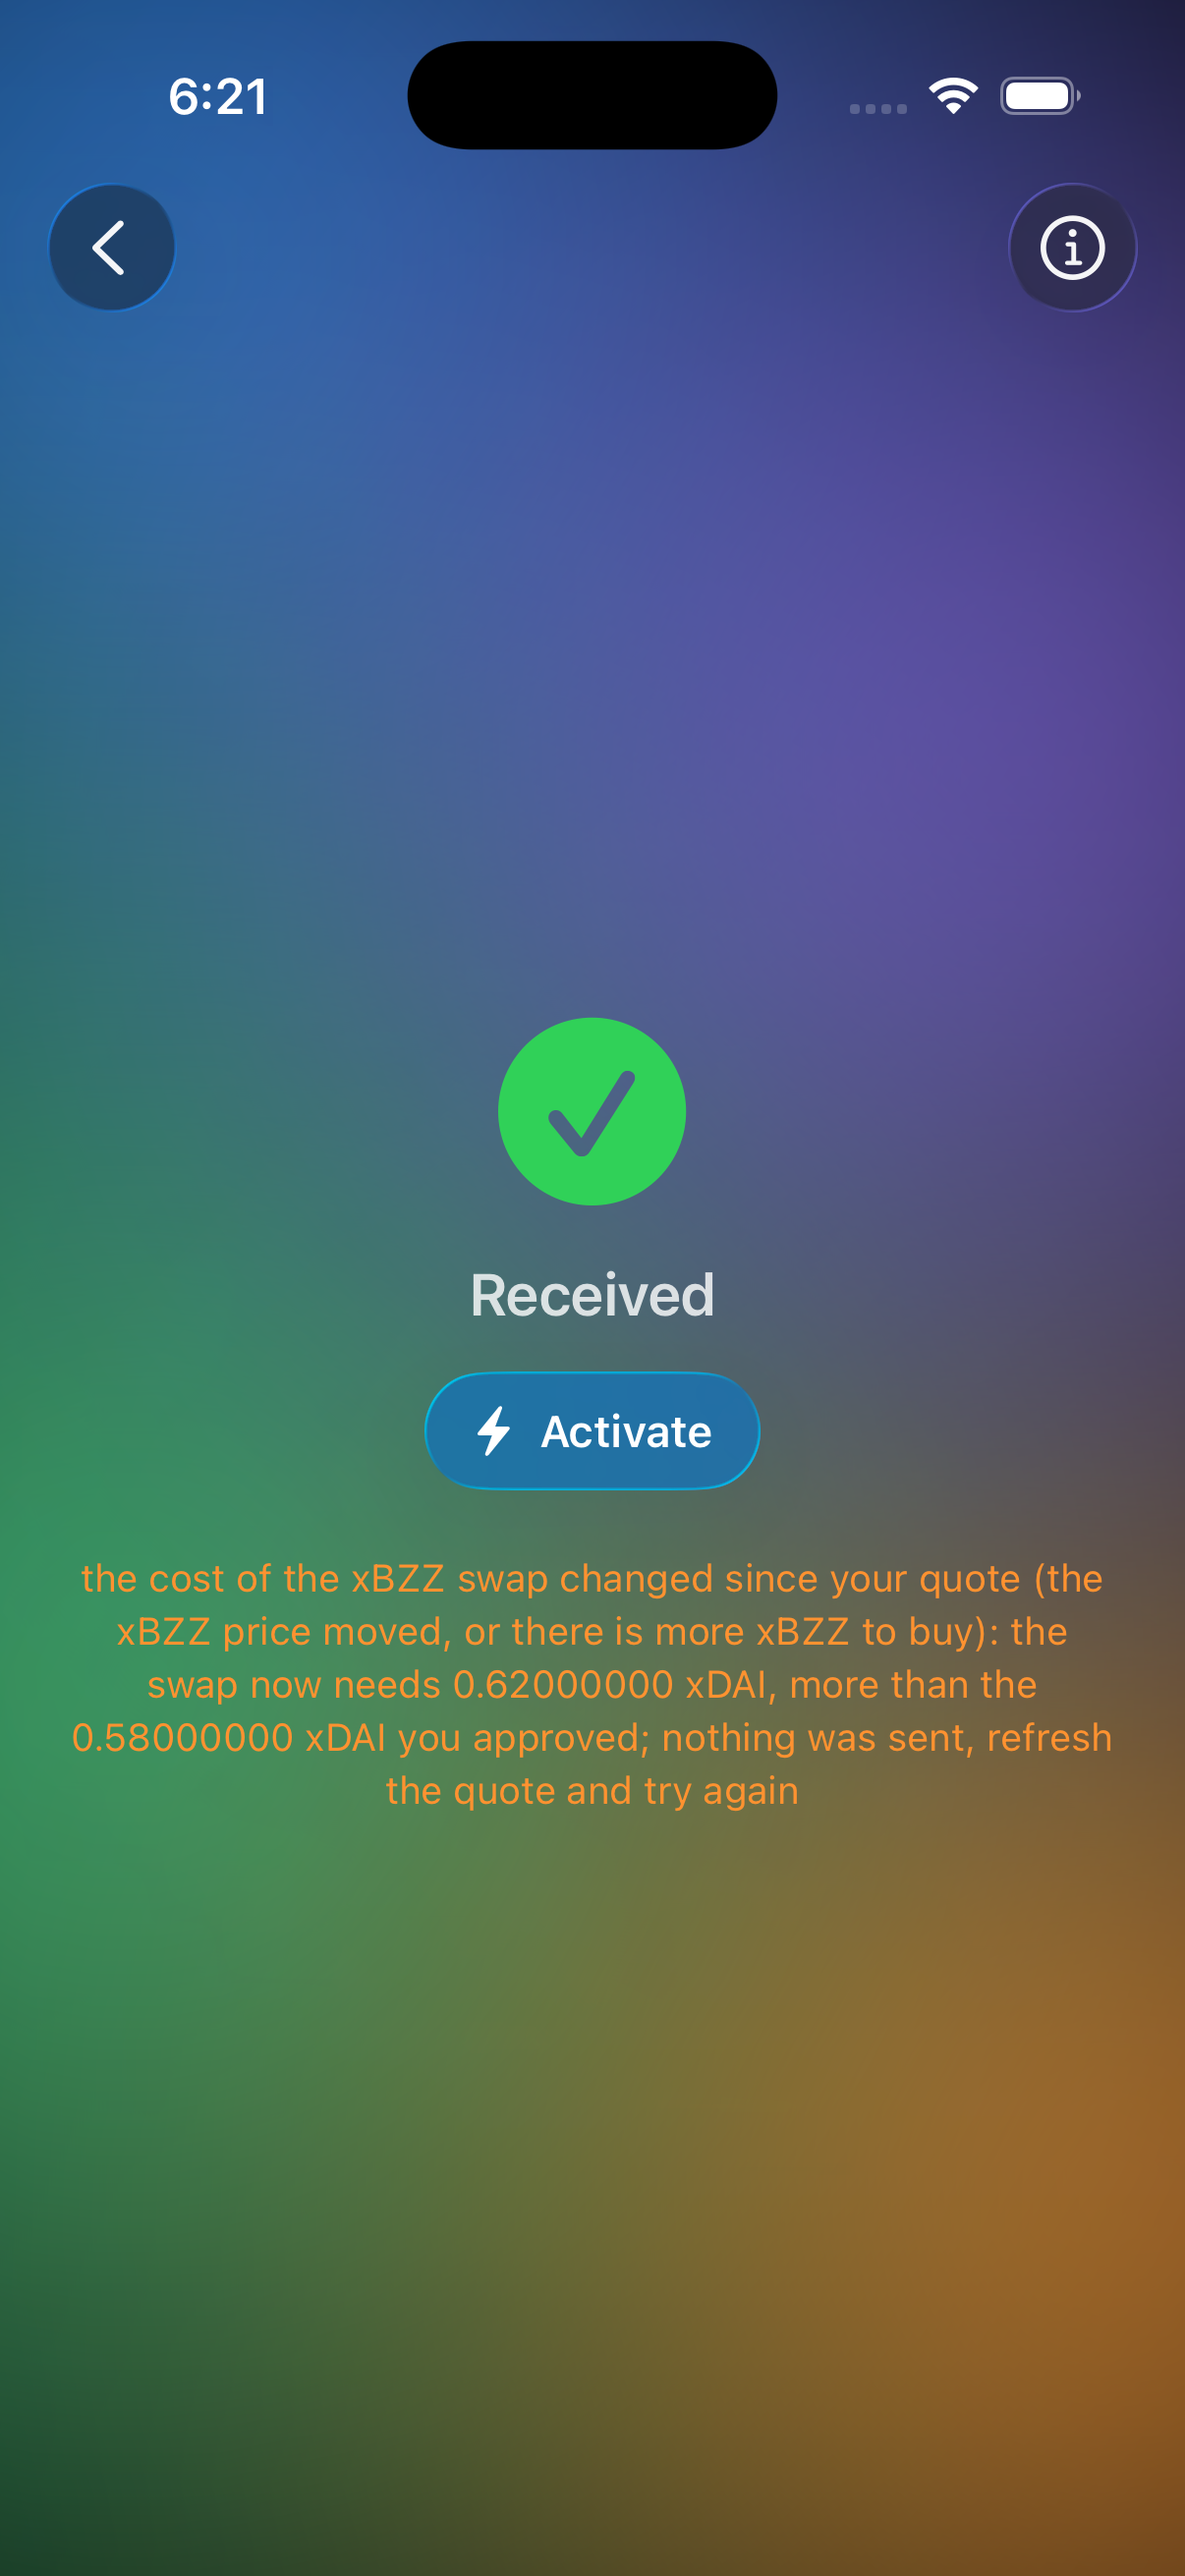 6:21
Received
Activate
the cost of the xBZZ swap changed since your quote (the
xBZZ price moved, or there is more xBZZ to buy): the
swap now needs 0.62000000 xDAI, more than the
0.58000000 xDAI you approved; nothing was sent, refresh
the quote and try again